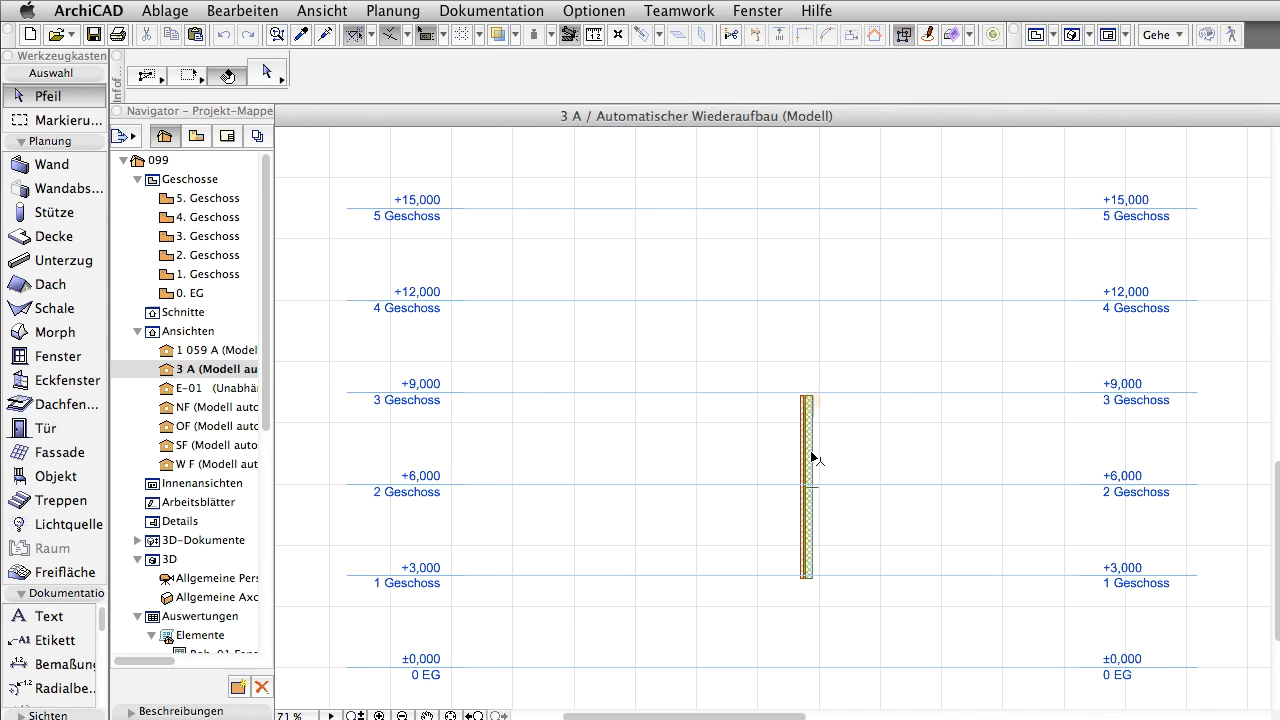 ArchiCAD Ablage Bearbeiten Ansicht Planung Dokumentation Optionen Teamwork Fenster Hilfe
Gehe
Werkzeugkasten
Auswahl
Pfeil
Markieru...
Planung
Wand
Wandabs...
Stütze
Decke
Unterzug
Dach
Schale
Morph
Fenster
Eckfenster
Dachfen...
Tür
Fassade
Objekt
Treppen
Lichtquelle
Raum
Freifläche
Dokumentatio
Text
A1 Etikett
Bemaßung
Radialbe...
Sichten
Infof...
Navigator - Projekt-Mappe
099
Geschosse
5. Geschoss
4. Geschoss
3. Geschoss
2. Geschoss
1. Geschoss
0. EG
Schnitte
Ansichten
1 059 A (Model
3 A (Modell au
E-01 (Unabhä
NF (Modell auto
OF (Modell auto
SF (Modell auto
W F (Modell aut
Innenansichten
Arbeitsblätter
Details
3D-Dokumente
3D
Allgemeine Pers
Allgemeine Axo
Auswertungen
Elemente
Beschreibungen
3 A / Automatischer Wiederaufbau (Modell)
+15,000
5 Geschoss
+12,000
4 Geschoss
+9,000
3 Geschoss
+6,000
2 Geschoss
+3,000
1 Geschoss
±0,000
0 EG
+15,000
5 Geschoss
+12,000
4 Geschoss
+9,000
3 Geschoss
+6,000
2 Geschoss
+3,000
1 Geschoss
±0,000
0 EG
71 %